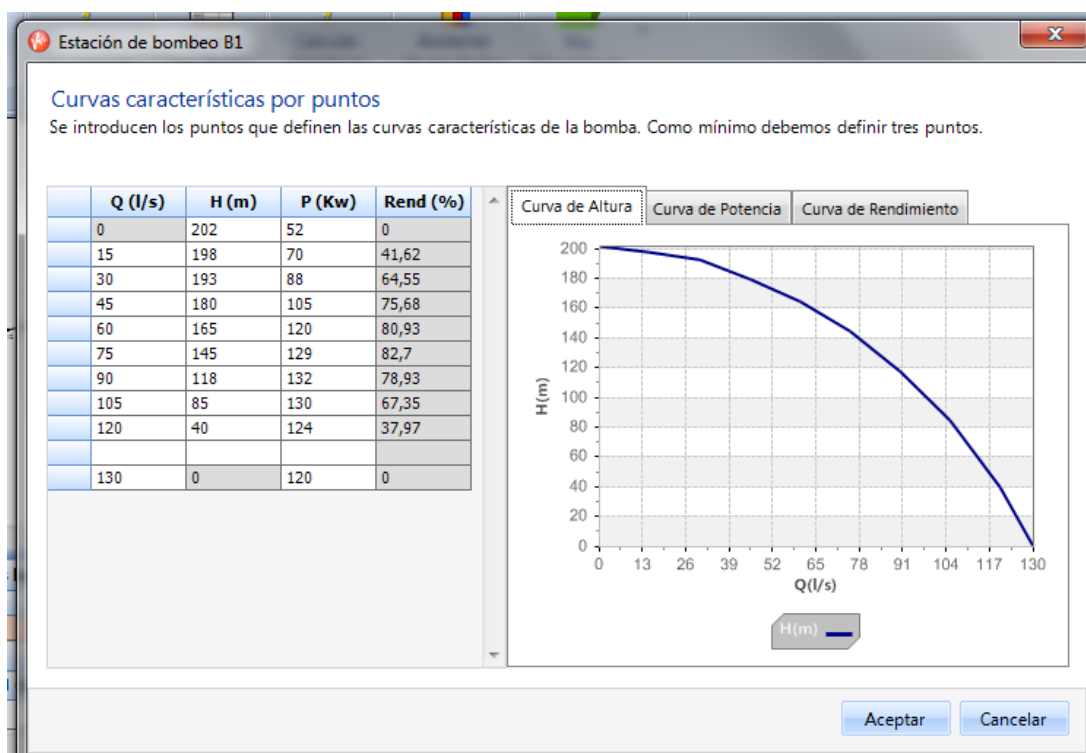 Estación de bombeo B1
Curvas características por puntos
Se introducen los puntos que definen las curvas características de la bomba. Como mínimo debemos definir tres puntos.
Q (l/s) H (m) P (Kw) Rend (%)
0 202 52 0
15 198 70 41,62
30 193 88 64,55
45 180 105 75,68
60 165 120 80,93
75 145 129 82,7
90 118 132 78,93
105 85 130 67,35
120 40 124 37,97
130 0 120 0
Curva de Altura Curva de Potencia Curva de Rendimiento
200
180
160
140
120
100
80
60
40
20
0
H(m)
0 13 26 39 52 65 78 91 104 117 130
Q(l/s)
H(m)
Aceptar Cancelar